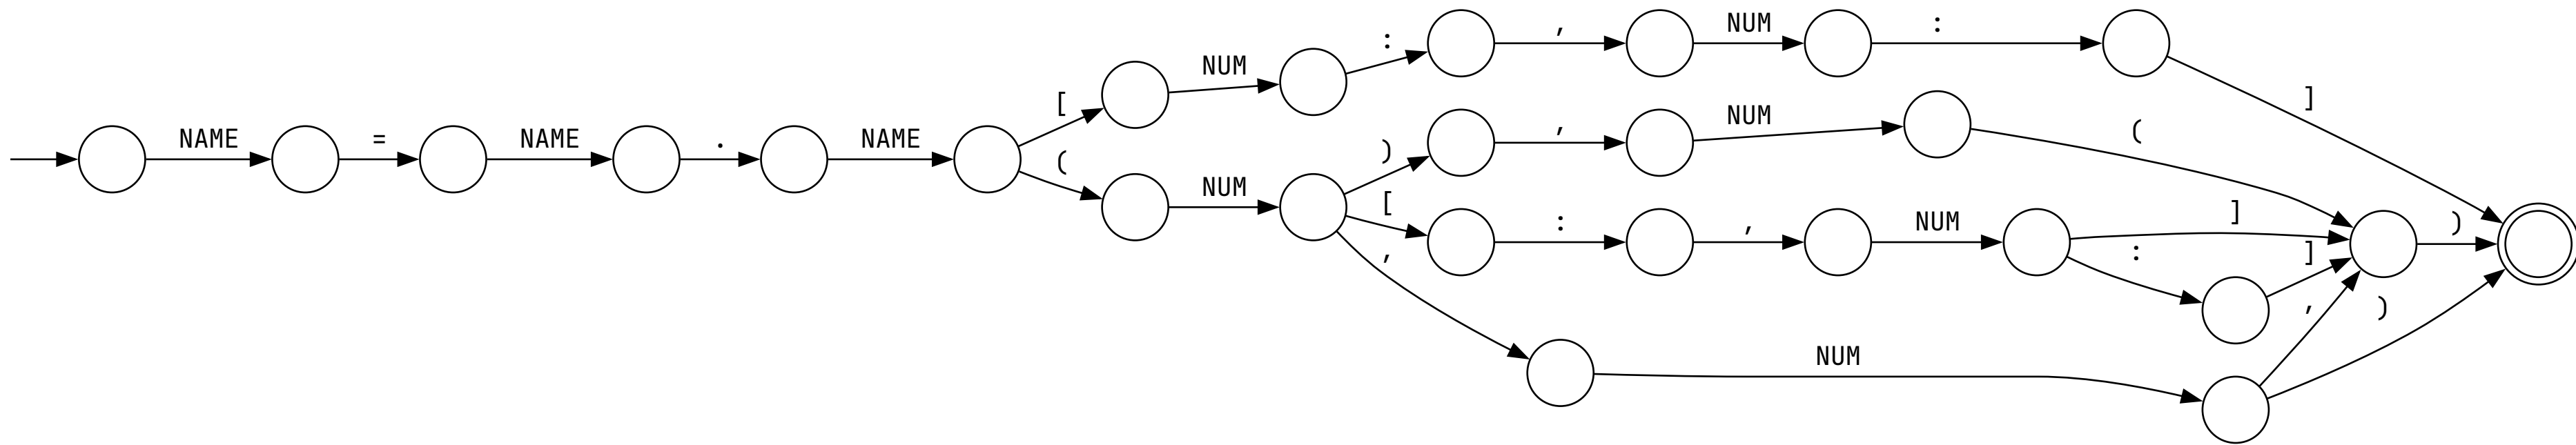 NAME
=
NAME
.
NAME
[
NUM
:
,
NUM
:
]
(
NUM
)
,
NUM
(
[
:
,
NUM
]
:
]
)
,
NUM
,
)